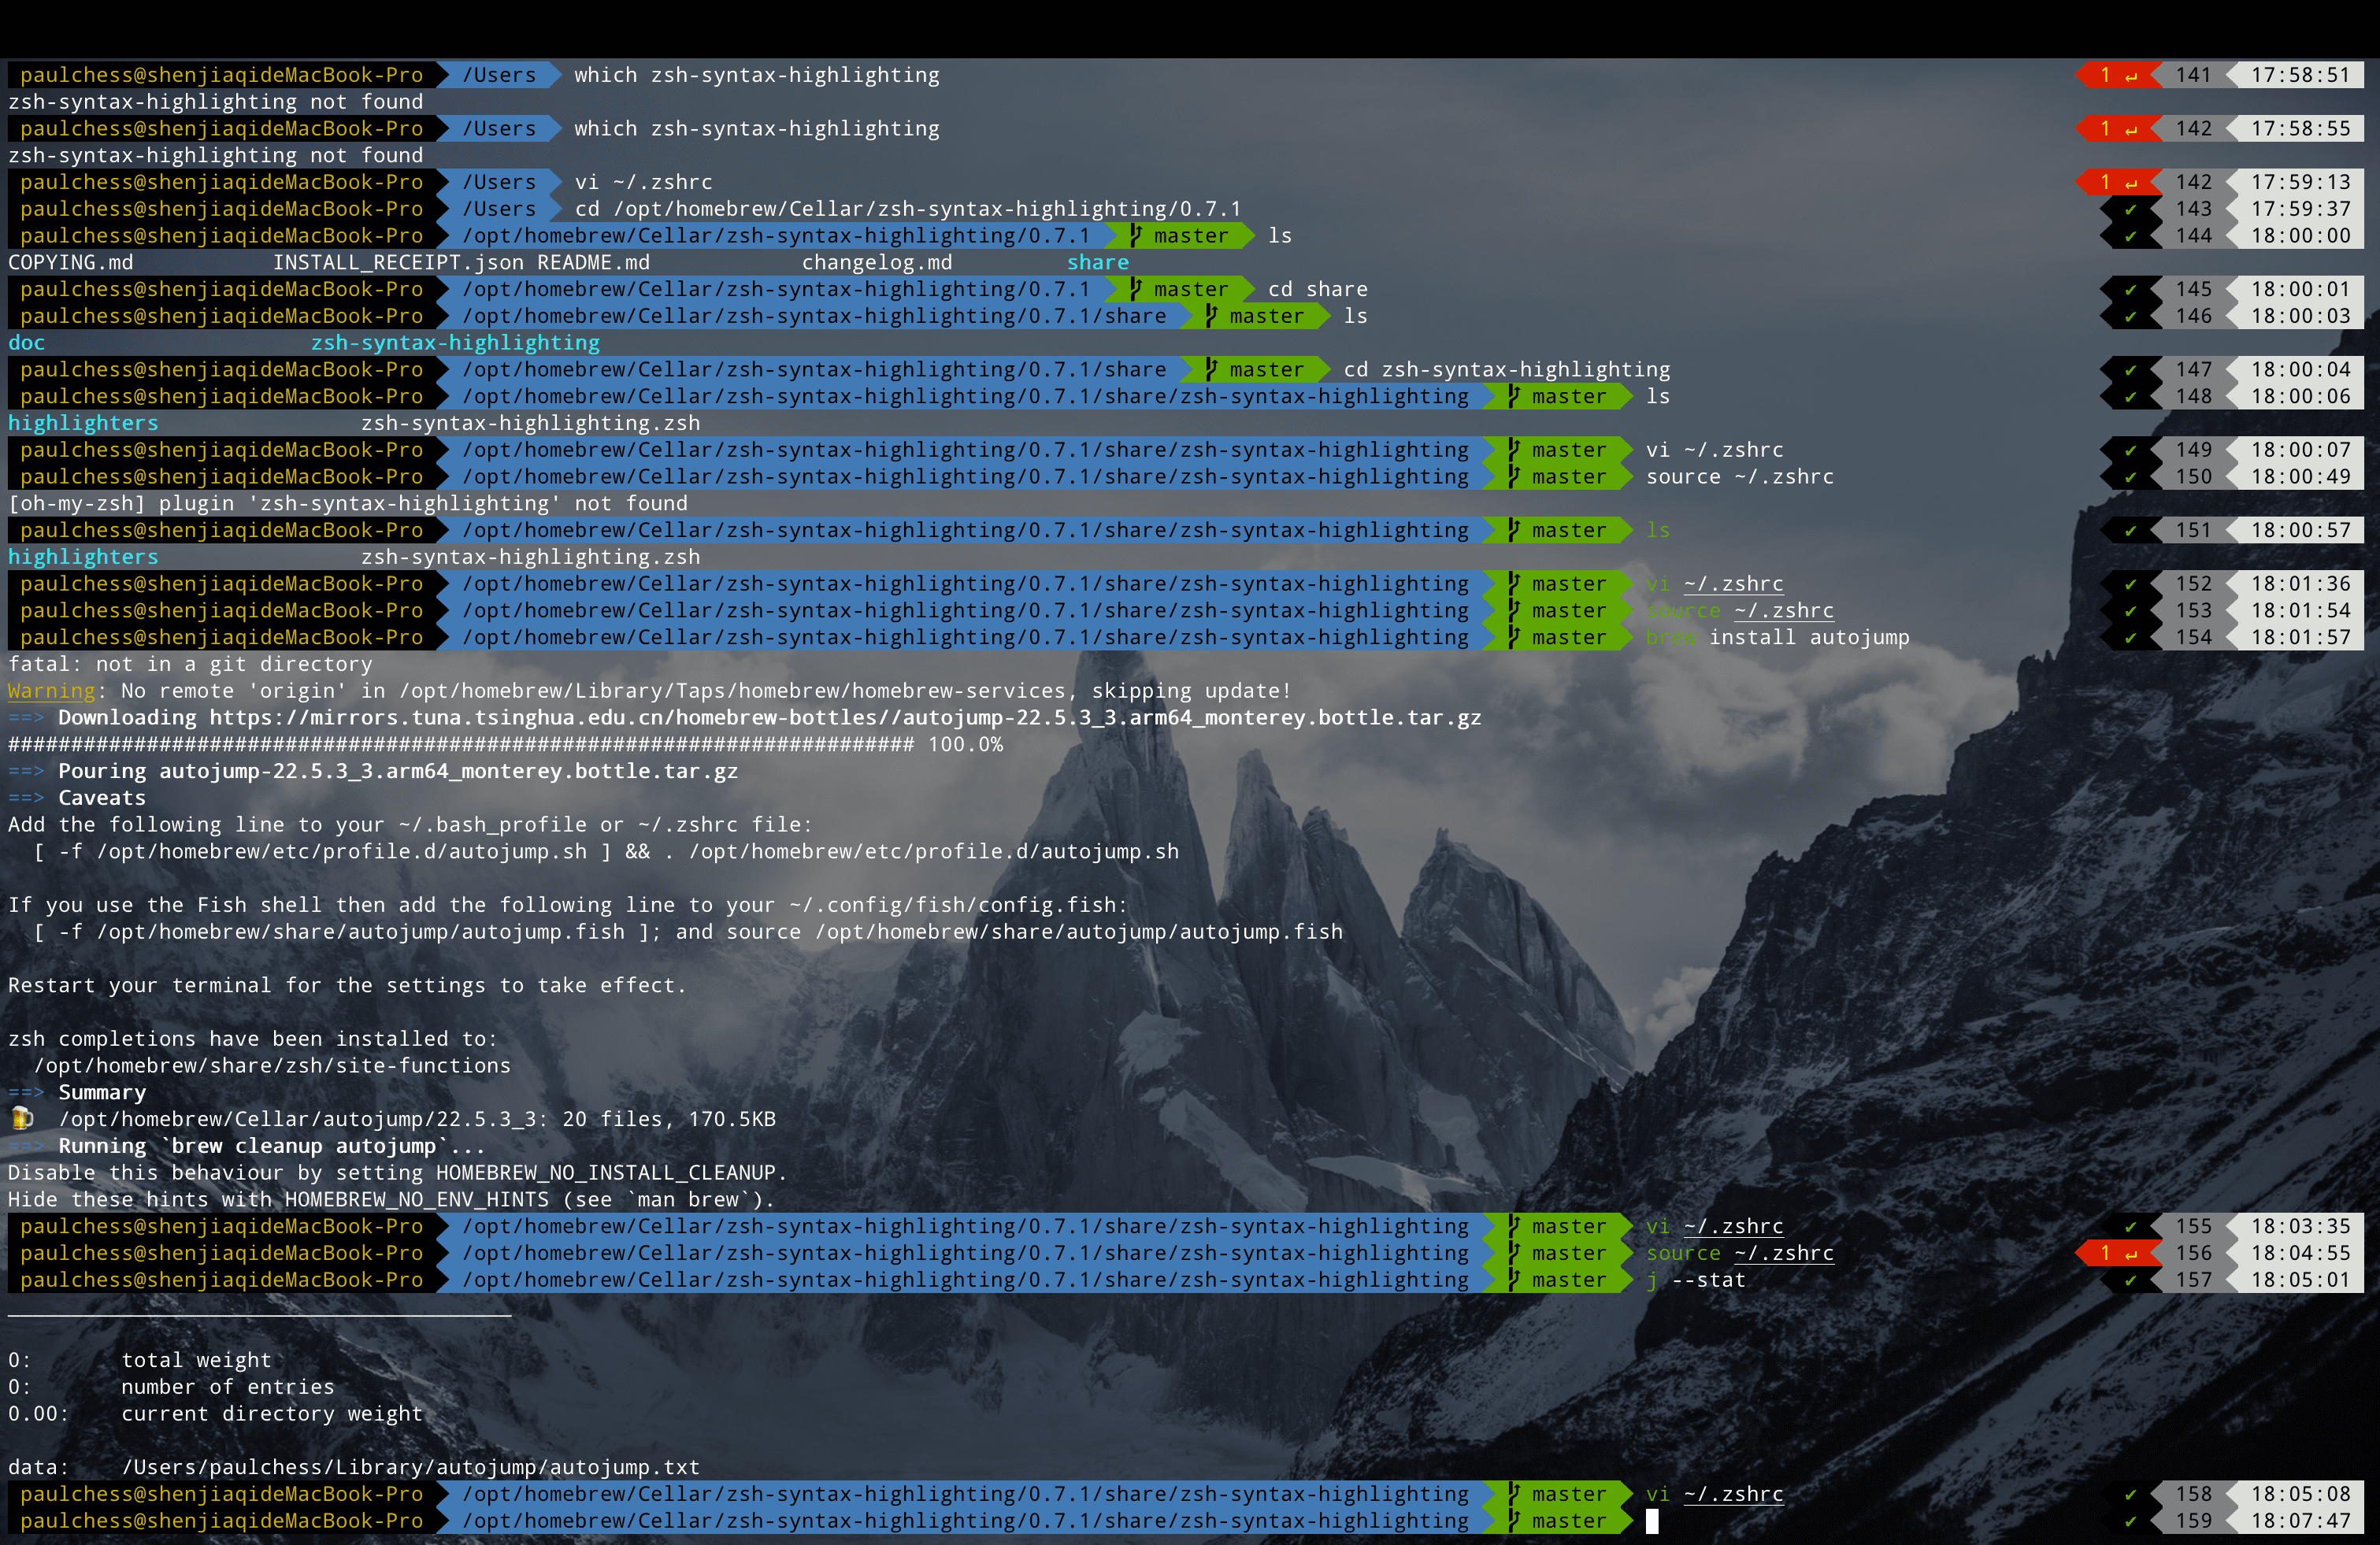 paulchess@shenjiaqideMacBook-Pro /Users which zsh-syntax-highlighting 1 ↵ 141 17:58:51
zsh-syntax-highlighting not found
paulchess@shenjiaqideMacBook-Pro /Users which zsh-syntax-highlighting 1 ↵ 142 17:58:55
zsh-syntax-highlighting not found
paulchess@shenjiaqideMacBook-Pro /Users vi ~/.zshrc 1 ↵ 142 17:59:13
paulchess@shenjiaqideMacBook-Pro /Users cd /opt/homebrew/Cellar/zsh-syntax-highlighting/0.7.1 ✔ 143 17:59:37
paulchess@shenjiaqideMacBook-Pro /opt/homebrew/Cellar/zsh-syntax-highlighting/0.7.1 master ls ✔ 144 18:00:00
COPYING.md INSTALL_RECEIPT.json README.md changelog.md share
paulchess@shenjiaqideMacBook-Pro /opt/homebrew/Cellar/zsh-syntax-highlighting/0.7.1 master cd share ✔ 145 18:00:01
paulchess@shenjiaqideMacBook-Pro /opt/homebrew/Cellar/zsh-syntax-highlighting/0.7.1/share master ls ✔ 146 18:00:03
doc zsh-syntax-highlighting
paulchess@shenjiaqideMacBook-Pro /opt/homebrew/Cellar/zsh-syntax-highlighting/0.7.1/share master cd zsh-syntax-highlighting ✔ 147 18:00:04
paulchess@shenjiaqideMacBook-Pro /opt/homebrew/Cellar/zsh-syntax-highlighting/0.7.1/share/zsh-syntax-highlighting master ls ✔ 148 18:00:06
highlighters zsh-syntax-highlighting.zsh
paulchess@shenjiaqideMacBook-Pro /opt/homebrew/Cellar/zsh-syntax-highlighting/0.7.1/share/zsh-syntax-highlighting master vi ~/.zshrc ✔ 149 18:00:07
paulchess@shenjiaqideMacBook-Pro /opt/homebrew/Cellar/zsh-syntax-highlighting/0.7.1/share/zsh-syntax-highlighting master source ~/.zshrc ✔ 150 18:00:49
[oh-my-zsh] plugin 'zsh-syntax-highlighting' not found
paulchess@shenjiaqideMacBook-Pro /opt/homebrew/Cellar/zsh-syntax-highlighting/0.7.1/share/zsh-syntax-highlighting master ls ✔ 151 18:00:57
highlighters zsh-syntax-highlighting.zsh
paulchess@shenjiaqideMacBook-Pro /opt/homebrew/Cellar/zsh-syntax-highlighting/0.7.1/share/zsh-syntax-highlighting master vi ~/.zshrc ✔ 152 18:01:36
paulchess@shenjiaqideMacBook-Pro /opt/homebrew/Cellar/zsh-syntax-highlighting/0.7.1/share/zsh-syntax-highlighting master source ~/.zshrc ✔ 153 18:01:54
paulchess@shenjiaqideMacBook-Pro /opt/homebrew/Cellar/zsh-syntax-highlighting/0.7.1/share/zsh-syntax-highlighting master brew install autojump ✔ 154 18:01:57
fatal: not in a git directory
Warning: No remote 'origin' in /opt/homebrew/Library/Taps/homebrew/homebrew-services, skipping update!
==> Downloading https://mirrors.tuna.tsinghua.edu.cn/homebrew-bottles//autojump-22.5.3_3.arm64_monterey.bottle.tar.gz
######################################################################## 100.0%
==> Pouring autojump-22.5.3_3.arm64_monterey.bottle.tar.gz
==> Caveats
Add the following line to your ~/.bash_profile or ~/.zshrc file:
[ -f /opt/homebrew/etc/profile.d/autojump.sh ] && . /opt/homebrew/etc/profile.d/autojump.sh
If you use the Fish shell then add the following line to your ~/.config/fish/config.fish:
[ -f /opt/homebrew/share/autojump/autojump.fish ]; and source /opt/homebrew/share/autojump/autojump.fish
Restart your terminal for the settings to take effect.
zsh completions have been installed to:
/opt/homebrew/share/zsh/site-functions
==> Summary
🍺 /opt/homebrew/Cellar/autojump/22.5.3_3: 20 files, 170.5KB
==> Running `brew cleanup autojump`...
Disable this behaviour by setting HOMEBREW_NO_INSTALL_CLEANUP.
Hide these hints with HOMEBREW_NO_ENV_HINTS (see `man brew`).
paulchess@shenjiaqideMacBook-Pro /opt/homebrew/Cellar/zsh-syntax-highlighting/0.7.1/share/zsh-syntax-highlighting master vi ~/.zshrc ✔ 155 18:03:35
paulchess@shenjiaqideMacBook-Pro /opt/homebrew/Cellar/zsh-syntax-highlighting/0.7.1/share/zsh-syntax-highlighting master source ~/.zshrc 1 ↵ 156 18:04:55
paulchess@shenjiaqideMacBook-Pro /opt/homebrew/Cellar/zsh-syntax-highlighting/0.7.1/share/zsh-syntax-highlighting master j --stat ✔ 157 18:05:01
________________________________________
0: total weight
0: number of entries
0.00: current directory weight
data: /Users/paulchess/Library/autojump/autojump.txt
paulchess@shenjiaqideMacBook-Pro /opt/homebrew/Cellar/zsh-syntax-highlighting/0.7.1/share/zsh-syntax-highlighting master vi ~/.zshrc ✔ 158 18:05:08
paulchess@shenjiaqideMacBook-Pro /opt/homebrew/Cellar/zsh-syntax-highlighting/0.7.1/share/zsh-syntax-highlighting master ✔ 159 18:07:47